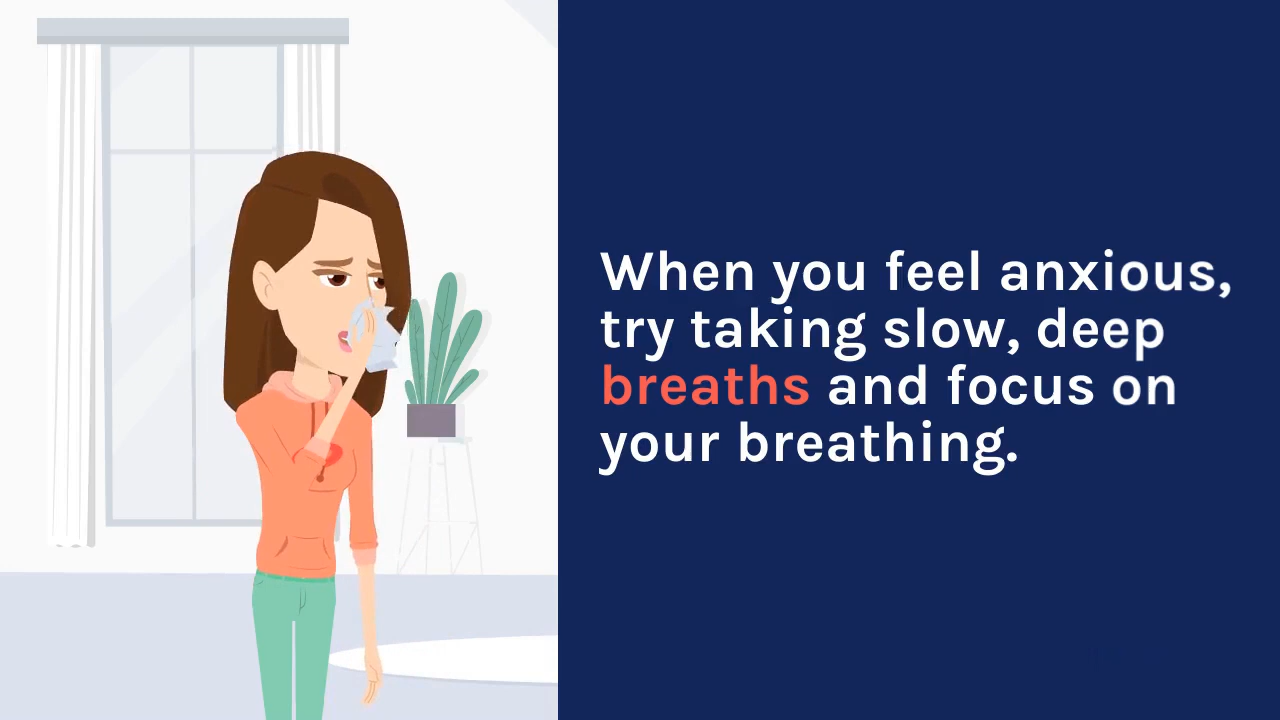 When you feel anxious,
try taking slow, deep
breaths and focus on
your breathing.